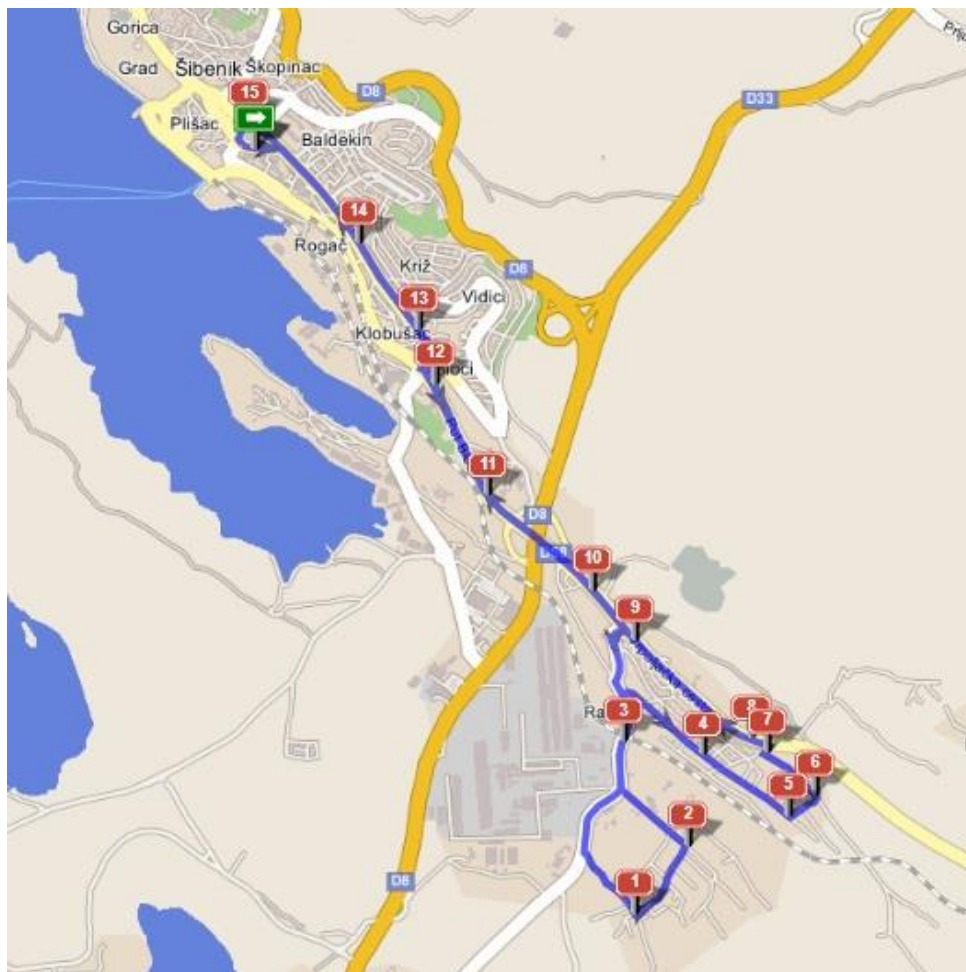 Gorica
Grad
Šibenik
Škopinac
D8
D33
15
Plišac
Baldekin
14
Rogač
Križ
D8
13
Vidici
Klobušac
12
11
D8
10
9
3
8
7
4
6
5
2
1
D8